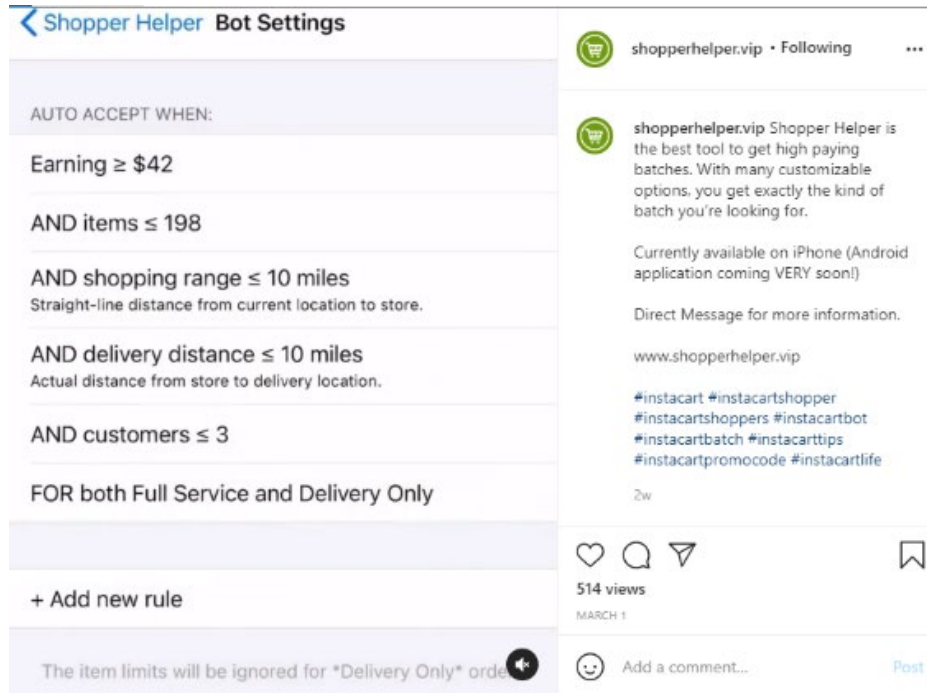 Shopper Helper Bot Settings
AUTO ACCEPT WHEN:
Earning ≥ $42
AND items ≤ 198
AND shopping range ≤ 10 miles
Straight-line distance from current location to store.
AND delivery distance ≤ 10 miles
Actual distance from store to delivery location.
AND customers ≤ 3
FOR both Full Service and Delivery Only
+ Add new rule
The item limits will be ignored for *Delivery Only*
shopperhelper.vip • Following
shopperhelper.vip Shopper Helper is
the best tool to get high paying
batches. With many customizable
options, you get exactly the kind of
batch you're looking for.
Currently available on iPhone (Android
application coming VERY soon!)
Direct Message for more information.
www.shopperhelper.vip
#instacart #instacartshopper
#instacartshoppers #instacartbot
#instacartbatch #instacarttips
#instacartpromocode #instacartlife
2w
514 views
MARCH 1
Add a comment...
Post